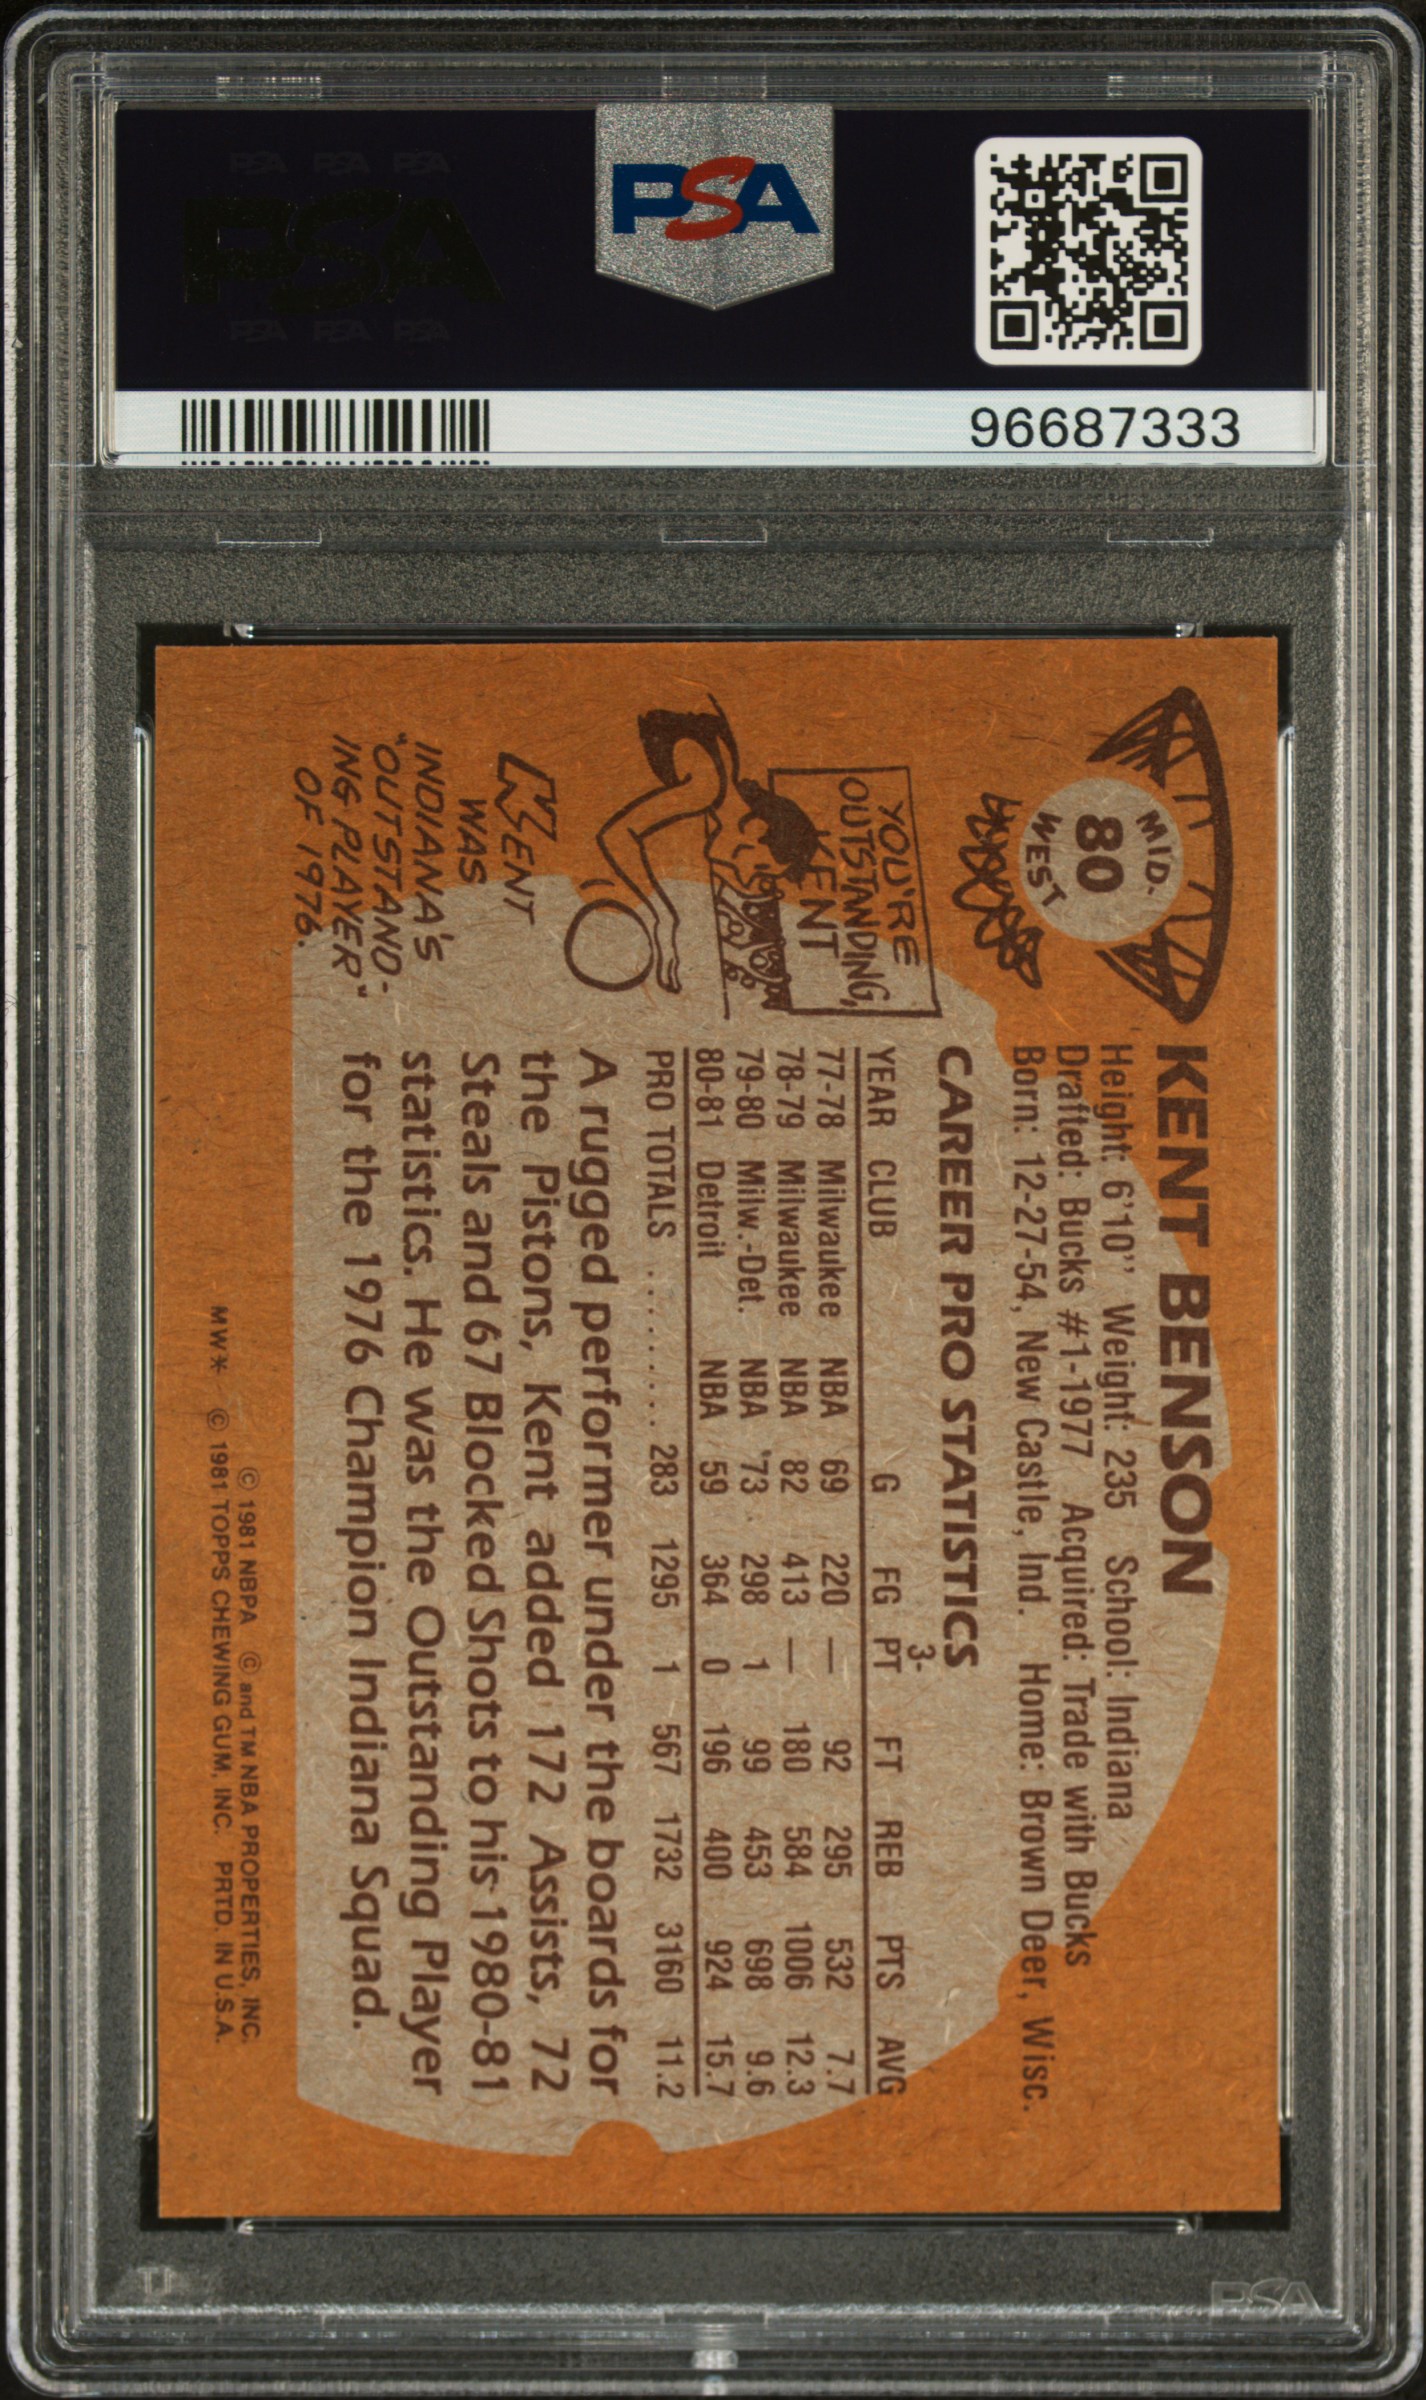 PSA PSA PSA
PSA
PSA PSA PSA
PSA
96687333
MID-
80
WEST
KENT BENSON
Height: 6'10" Weight: 235 School: Indiana
Drafted: Bucks #1-1977 Acquired: Trade with Bucks
Born: 12-27-54, New Castle, Ind. Home: Brown Deer, Wisc.
YOU'RE
OUTSTANDING,
KENT
KENT
WAS
INDIANA'S
"OUTSTAND-
ING PLAYER"
OF 1976.
CAREER PRO STATISTICS
YEAR CLUB G FG 3-PT FT REB PTS AVG
77-78 Milwaukee NBA 69 220 — 92 295 532 7.7
78-79 Milwaukee NBA 82 413 — 180 584 1006 12.3
79-80 Milw.-Det. NBA 73 298 1 99 453 698 9.6
80-81 Detroit NBA 59 364 0 196 400 924 15.7
PRO TOTALS ........ 283 1295 1 567 1732 3160 11.2
A rugged performer under the boards for
the Pistons, Kent added 172 Assists, 72
Steals and 67 Blocked Shots to his 1980-81
statistics. He was the Outstanding Player
for the 1976 Champion Indiana Squad.
© 1981 NBPA © and TM NBA PROPERTIES, INC.
MW* © 1981 TOPPS CHEWING GUM, INC. PRTD. IN U.S.A.
PSA